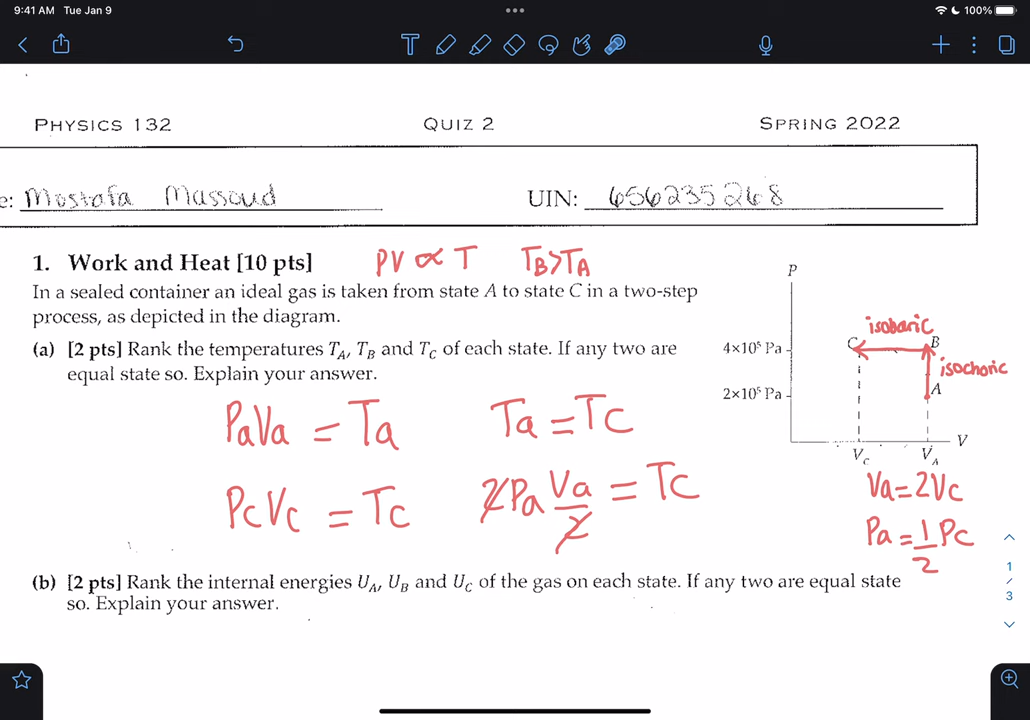 9:41 AM Tue Jan 9
100%
PHYSICS 132 QUIZ 2 SPRING 2022
e: Mostafa Massoud UIN: 656235268
1. Work and Heat [10 pts] PV ∝ T TB>TA
In a sealed container an ideal gas is taken from state A to state C in a two-step
process, as depicted in the diagram.
(a) [2 pts] Rank the temperatures TA, TB and TC of each state. If any two are
equal state so. Explain your answer.
P
isobaric
4×10⁵ Pa C B
isochoric
2×10⁵ Pa A
V
VC VA
PaVa = Ta Ta = Tc
PcVc = Tc 2Pa Va/2 = Tc
Va=2Vc
Pa = 1/2 Pc
(b) [2 pts] Rank the internal energies UA, UB and UC of the gas on each state. If any two are equal state
so. Explain your answer.
1
/
3